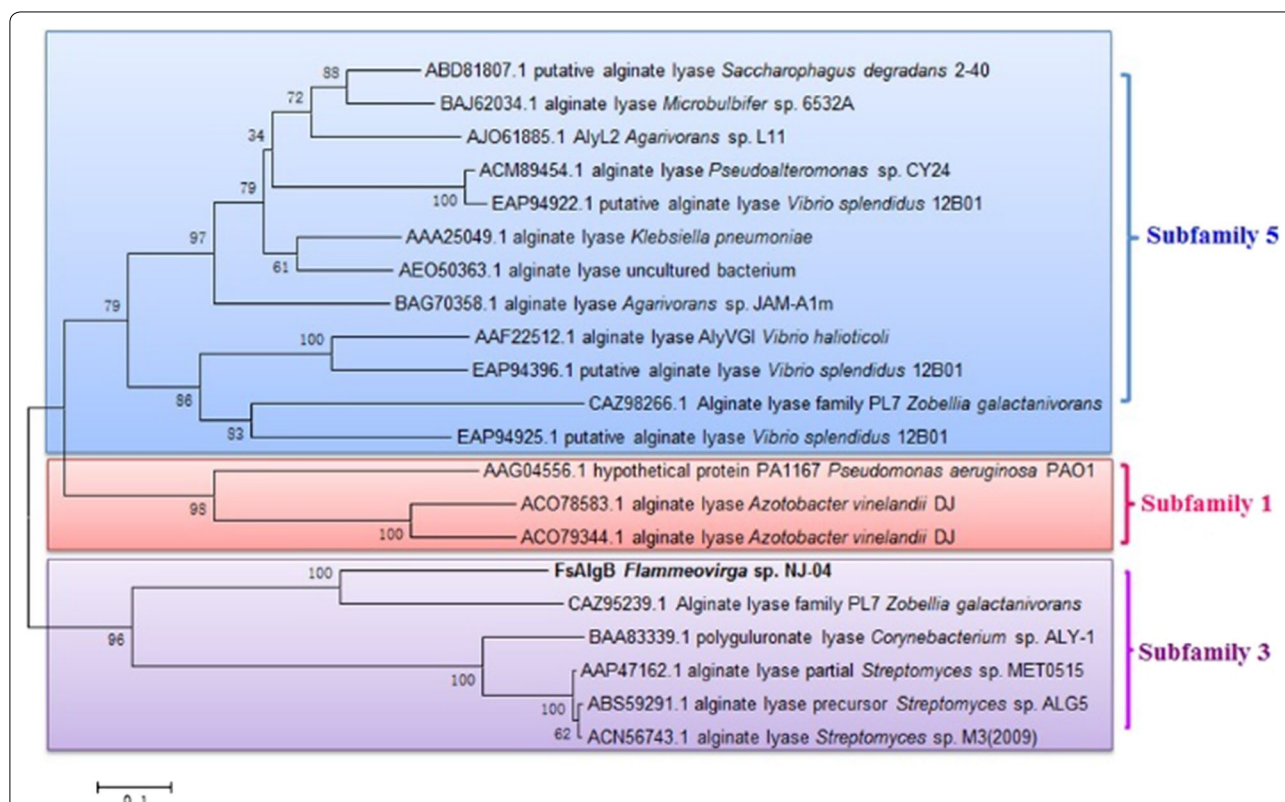 88
ABD81807.1 putative alginate lyase Saccharophagus degradans 2-40
72
BAJ62034.1 alginate lyase Microbulbifer sp. 6532A
34
AJO61885.1 AlyL2 Agarivorans sp. L11
ACM89454.1 alginate lyase Pseudoalteromonas sp. CY24
79
100
EAP94922.1 putative alginate lyase Vibrio splendidus 12B01
97
AAA25049.1 alginate lyase Klebsiella pneumoniae
61
AEO50363.1 alginate lyase uncultured bacterium
79
BAG70358.1 alginate lyase Agarivorans sp. JAM-A1m
100
AAF22512.1 alginate lyase AlyVGI Vibrio halioticoli
EAP94396.1 putative alginate lyase Vibrio splendidus 12B01
86
CAZ98266.1 Alginate lyase family PL7 Zobellia galactanivorans
83
EAP94925.1 putative alginate lyase Vibrio splendidus 12B01
Subfamily 5
AAG04556.1 hypothetical protein PA1167 Pseudomonas aeruginosa PAO1
98
ACO78583.1 alginate lyase Azotobacter vinelandii DJ
100
ACO79344.1 alginate lyase Azotobacter vinelandii DJ
Subfamily 1
100
FsAlgB Flammeovirga sp. NJ-04
CAZ95239.1 Alginate lyase family PL7 Zobellia galactanivorans
96
BAA83339.1 polyguluronate lyase Corynebacterium sp. ALY-1
100
AAP47162.1 alginate lyase partial Streptomyces sp. MET0515
100
ABS59291.1 alginate lyase precursor Streptomyces sp. ALG5
62
ACN56743.1 alginate lyase Streptomyces sp. M3(2009)
Subfamily 3
0.1